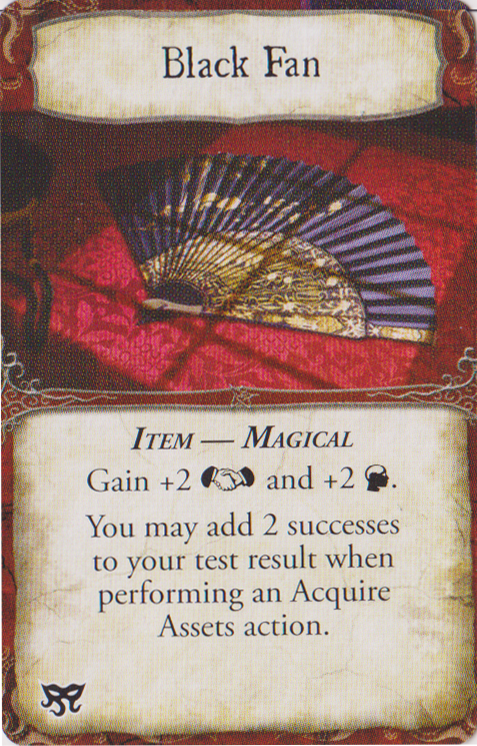 Black Fan
Item — Magical
Gain +2 and +2 .
You may add 2 successes
to your test result when
performing an Acquire
Assets action.